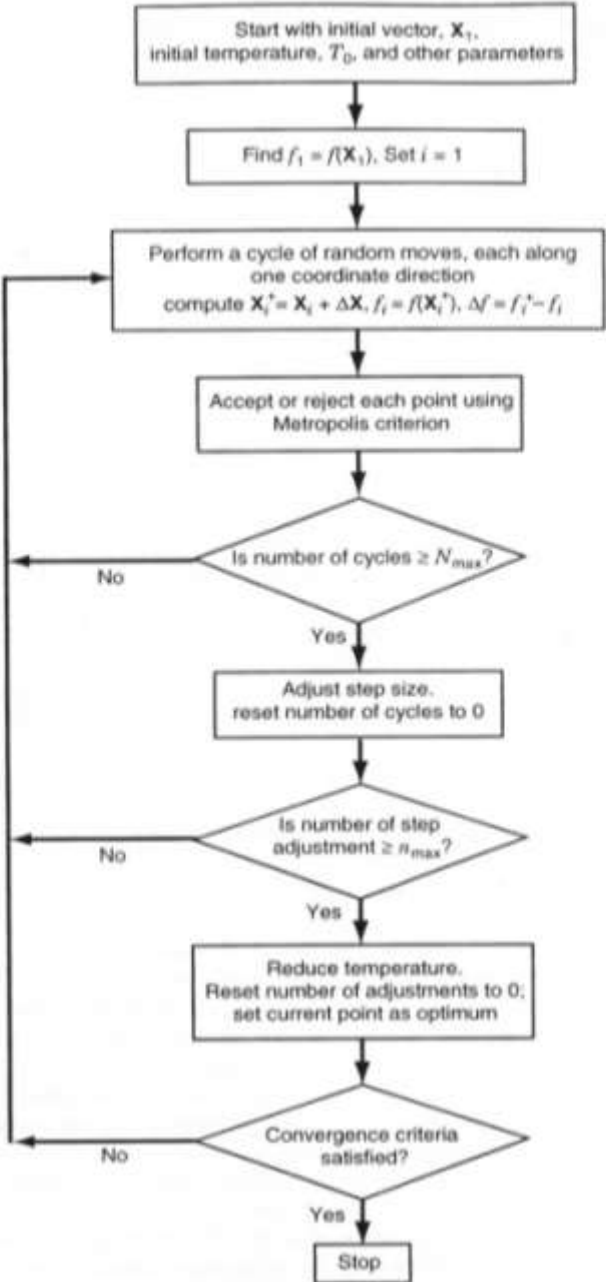 Start with initial vector, X₁,
initial temperature, T₀, and other parameters
Find f₁ = f(X₁), Set i = 1
Perform a cycle of random moves, each along
one coordinate direction
compute Xᵢ⁺= Xᵢ + ΔX, fᵢ = f(Xᵢ⁺), Δf = fᵢ⁺– fᵢ
Accept or reject each point using
Metropolis criterion
Is number of cycles ≥ Nmax?
No
Yes
Adjust step size.
reset number of cycles to 0
Is number of step
adjustment ≥ nmax?
No
Yes
Reduce temperature.
Reset number of adjustments to 0;
set current point as optimum
Convergence criteria
satisfied?
No
Yes
Stop